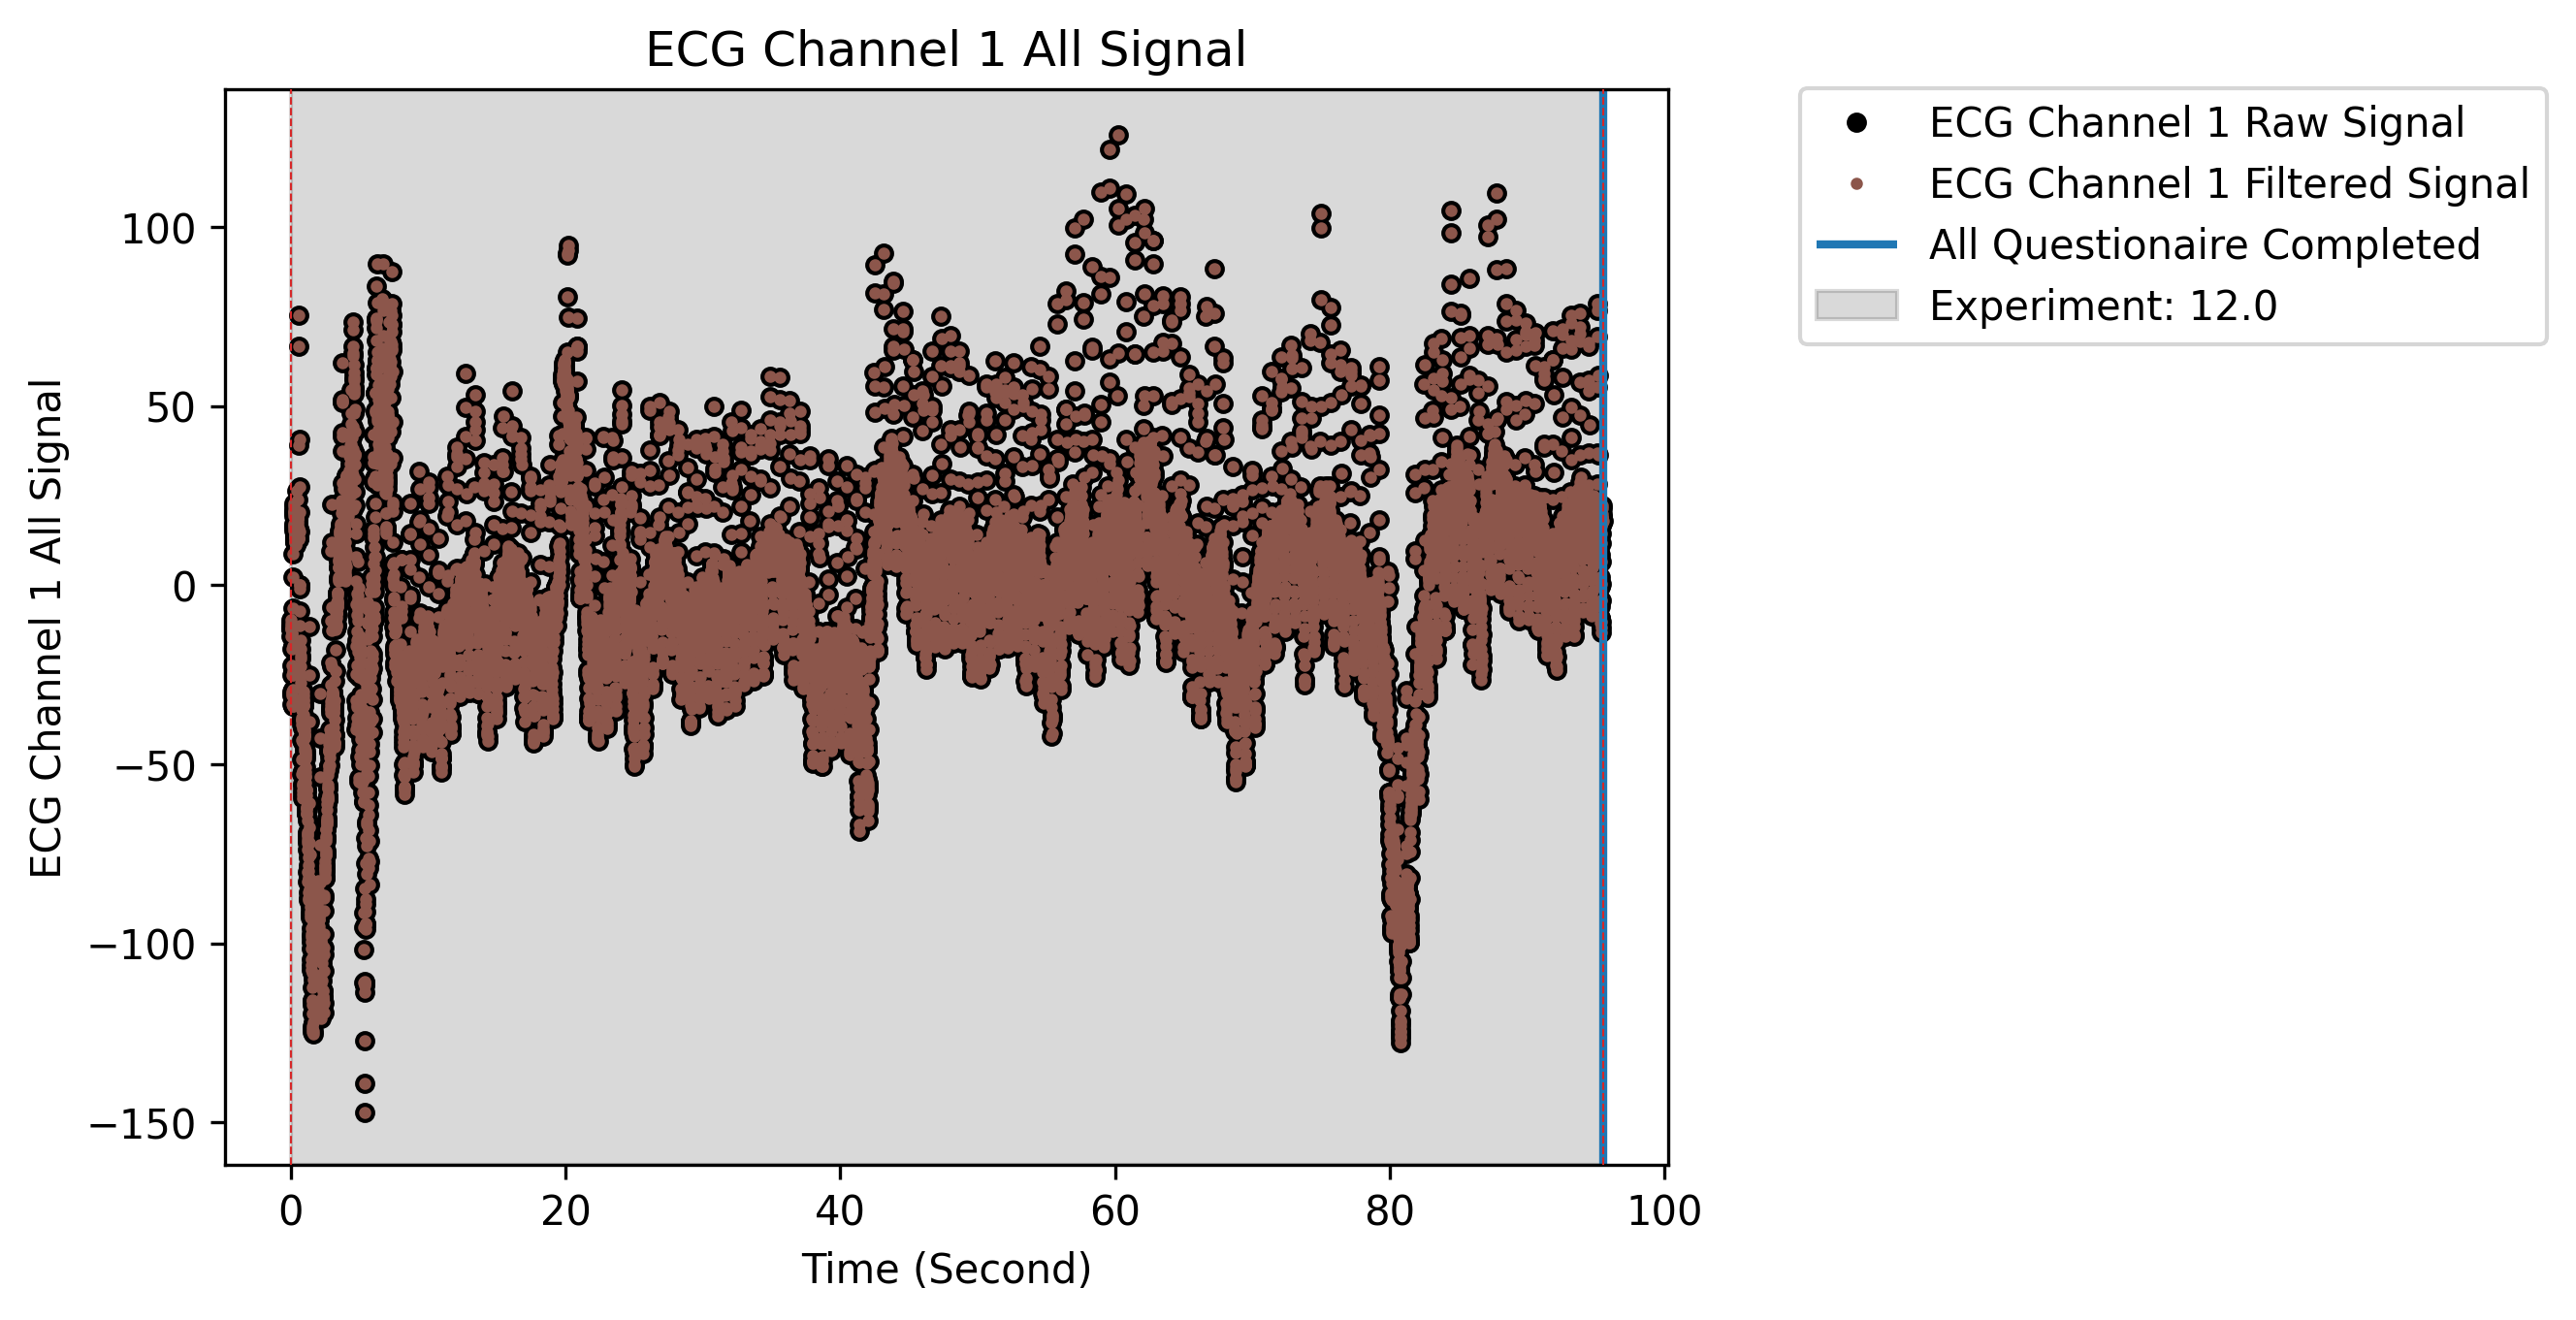 ECG Channel 1 All Signal
ECG Channel 1 Raw Signal
ECG Channel 1 Filtered Signal
All Questionaire Completed
Experiment: 12.0
ECG Channel 1 All Signal
100
50
0
−50
−100
−150
0 20 40 60 80 100
Time (Second)